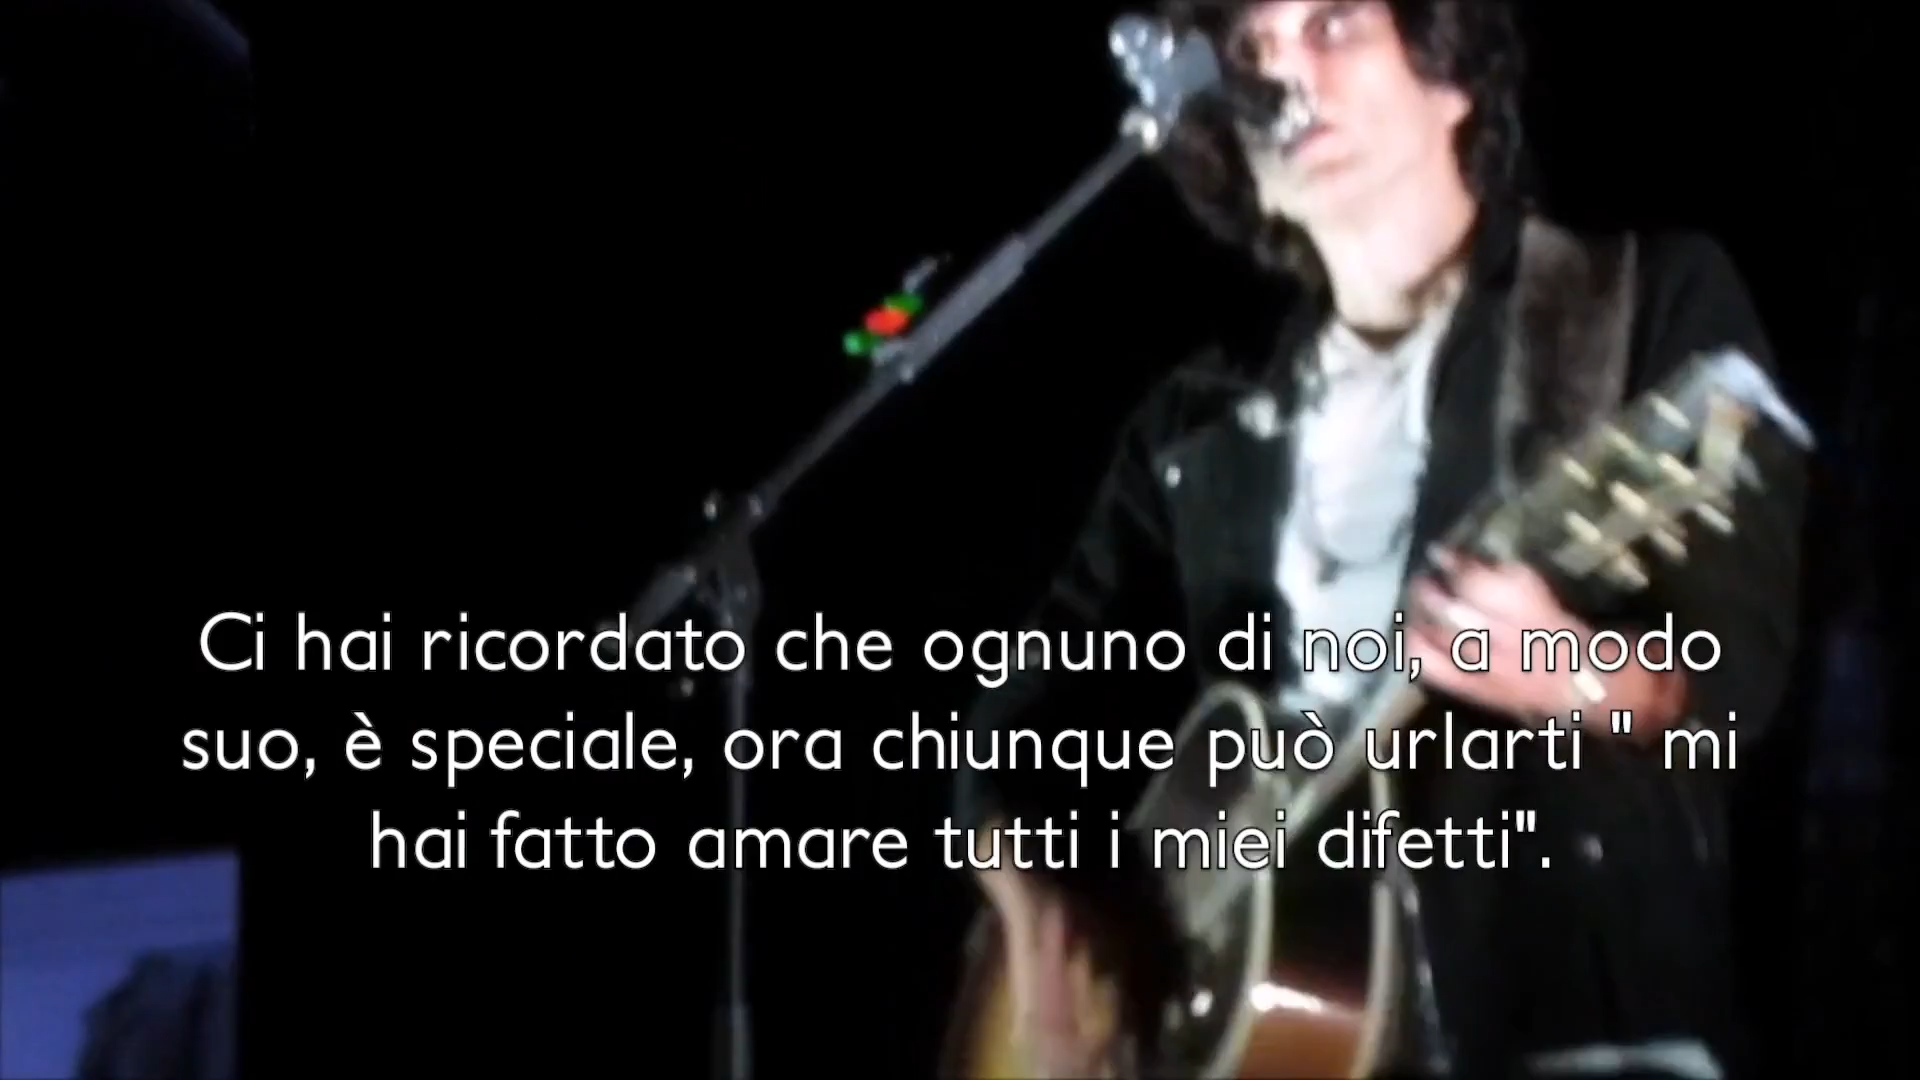 Ci hai ricordato che ognuno di noi, a modo
suo, è speciale, ora chiunque può urlarti " mi
hai fatto amare tutti i miei difetti".